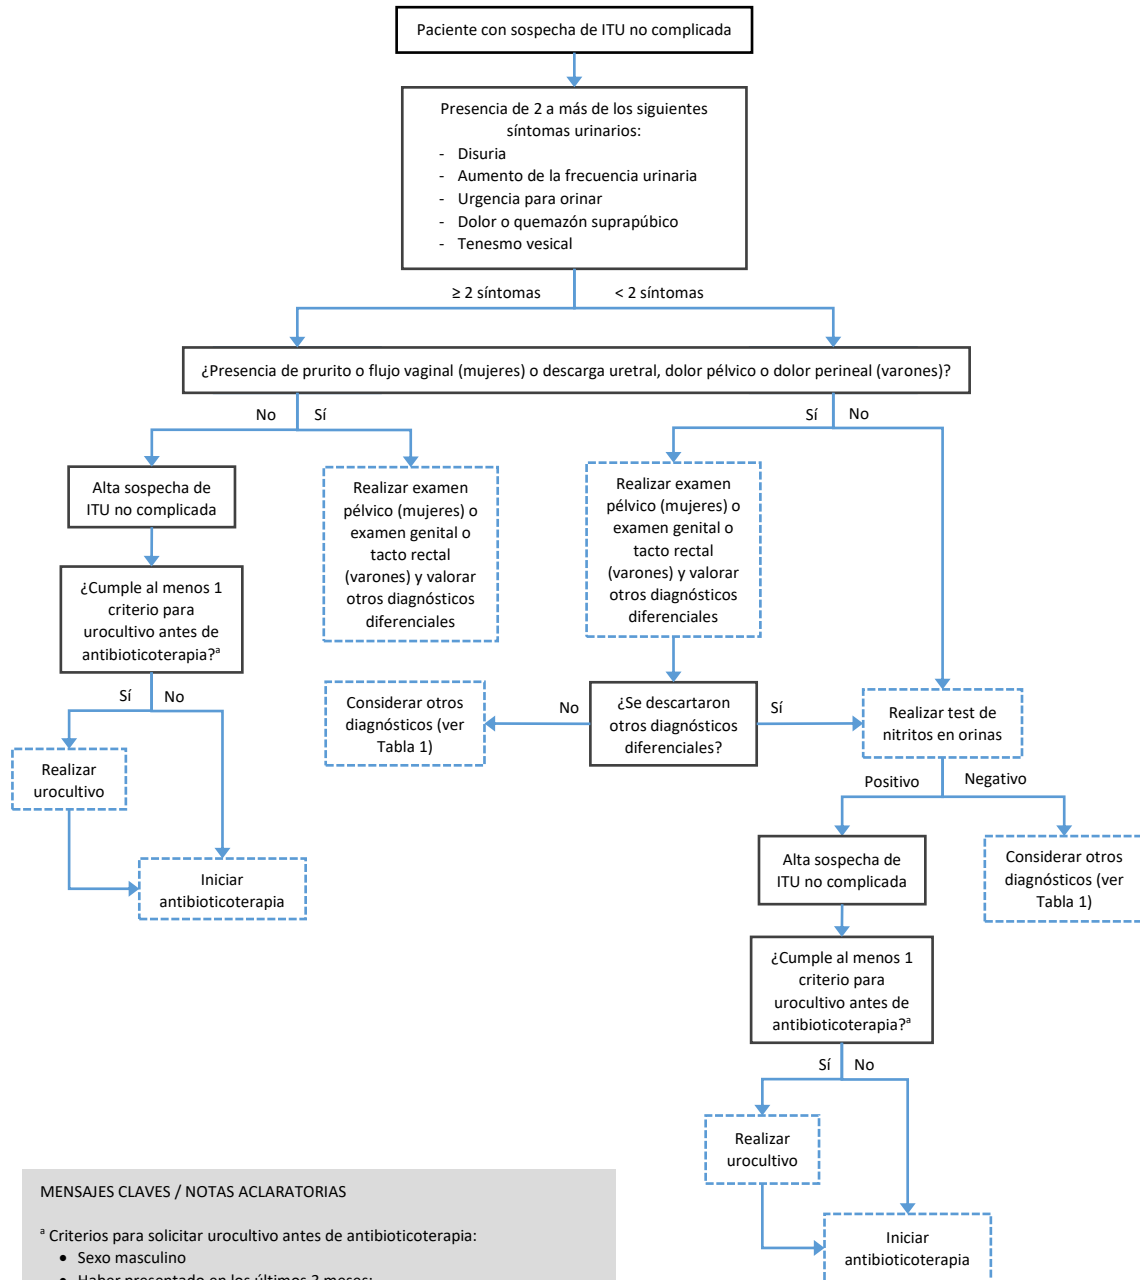 Paciente con sospecha de ITU no complicada
Presencia de 2 a más de los siguientes
síntomas urinarios:
- Disuria
- Aumento de la frecuencia urinaria
- Urgencia para orinar
- Dolor o quemazón suprapúbico
- Tenesmo vesical
≥ 2 síntomas
< 2 síntomas
¿Presencia de prurito o flujo vaginal (mujeres) o descarga uretral, dolor pélvico o dolor perineal (varones)?
No
Sí
Sí
No
Alta sospecha de
ITU no complicada
Realizar examen
pélvico (mujeres) o
examen genital o
tacto rectal
(varones) y valorar
otros diagnósticos
diferenciales
Realizar examen
pélvico (mujeres) o
examen genital o
tacto rectal
(varones) y valorar
otros diagnósticos
diferenciales
¿Cumple al menos 1
criterio para
urocultivo antes de
antibioticoterapia?ª
Sí
No
Considerar otros
diagnósticos (ver
Tabla 1)
No
¿Se descartaron
otros diagnósticos
diferenciales?
Sí
Realizar test de
nitritos en orinas
Realizar
urocultivo
Positivo
Negativo
Iniciar
antibioticoterapia
Alta sospecha de
ITU no complicada
Considerar otros
diagnósticos (ver
Tabla 1)
¿Cumple al menos 1
criterio para
urocultivo antes de
antibioticoterapia?ª
Sí
No
Realizar
urocultivo
Iniciar
antibioticoterapia
MENSAJES CLAVES / NOTAS ACLARATORIAS
ª Criterios para solicitar urocultivo antes de antibioticoterapia:
• Sexo masculino
• Haber presentado en los últimos 3 meses: